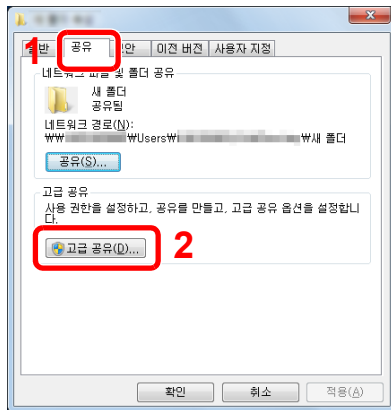 1
반 공유 안 이전 버전 사용자 지정
네트워크 파일 및 폴더 공유
새 폴더
공유됨
네트워크 경로(N):
₩₩ ₩Users₩ ₩새 폴더
공유(S)...
고급 공유
사용 권한을 설정하고, 공유를 만들고, 고급 공유 옵션을 설정합니
다.
고급 공유(D)... 2
확인 취소 적용(A)